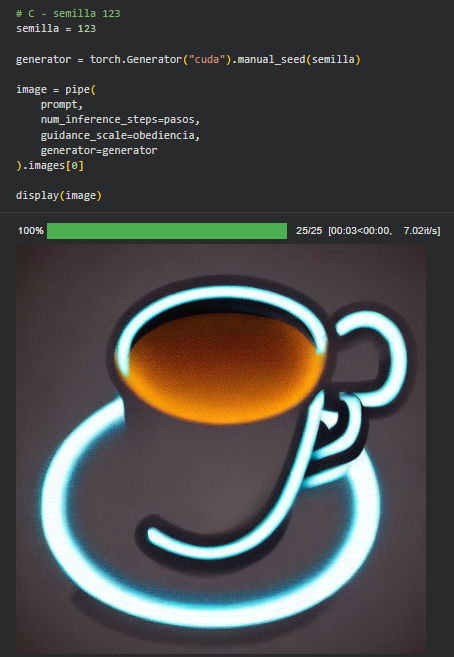 # C - semilla 123
semilla = 123
generator = torch.Generator("cuda").manual_seed(semilla)
image = pipe(
    prompt,
    num_inference_steps=pasos,
    guidance_scale=obediencia,
    generator=generator
).images[0]
display(image)
100% 25/25 [00:03<00:00, 7.02it/s]